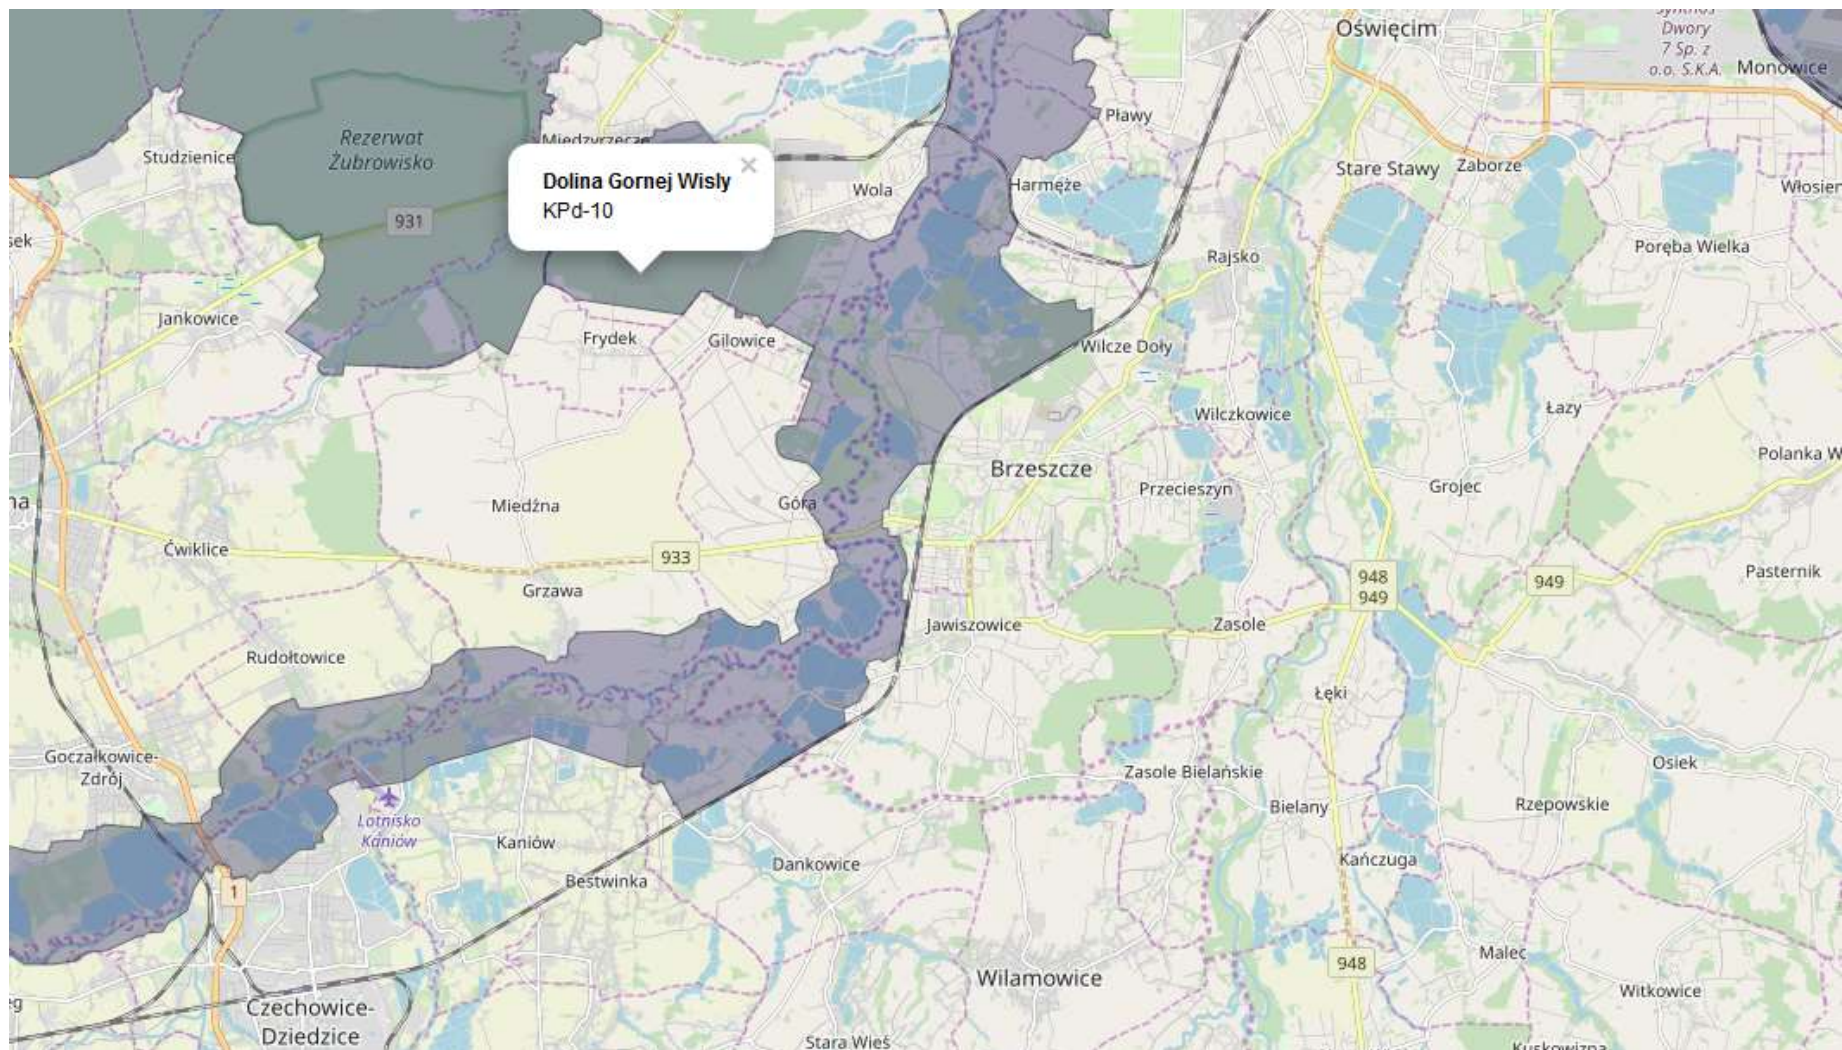 Oświęcim
Dwory
7 Sp. z
o.o. S.K.A.
Monowice
Pławy
Rezerwat
Żubrowisko
Międzyrzecze
Studzienice
Dolina Gornej Wisly
×
KPd-10
Wola
Harmęże
Stare Stawy
Zaborze
931
Rajsko
Poręba Wielka
Jankowice
Frydek
Gilowice
Wilcze Doły
Wilczkowice
Łazy
Polanka W
Brzeszcze
Przecieszyn
Grojec
Miedźna
Góra
Ćwiklice
933
Grzawa
948
949
949
Pasternik
Jawiszowice
Zasole
Rudołtowice
Łęki
Goczałkowice-
Zdrój
Zasole Bielańskie
Osiek
Bielany
Rzepowskie
Lotnisko
Kaniów
Kaniów
Dankowice
Kańczuga
Bestwinka
1
Malec
948
Wilamowice
Witkowice
Czechowice-
Dziedzice
Stara Wieś